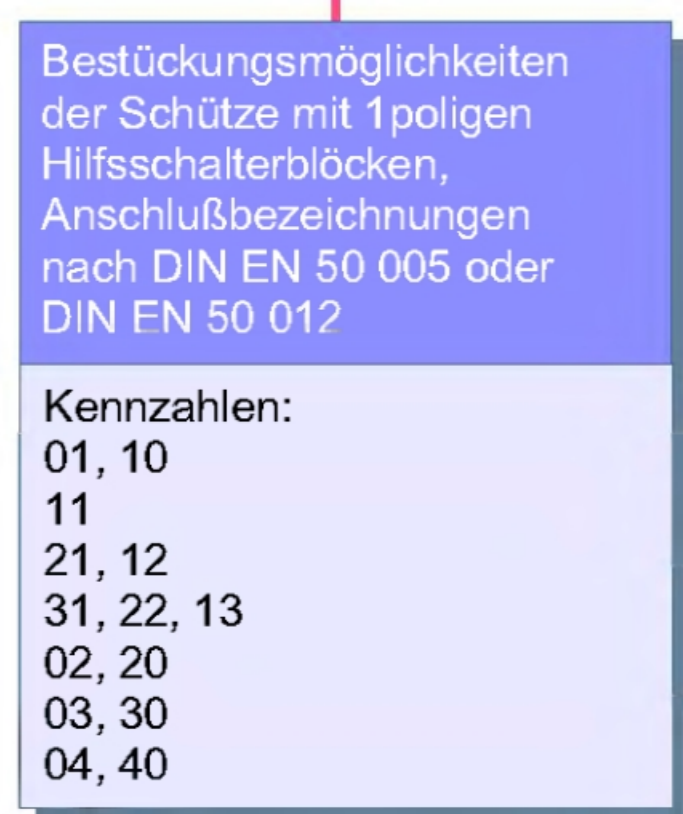 Bestückungsmöglichkeiten
der Schütze mit 1poligen
Hilfsschalterblöcken,
Anschlußbezeichnungen
nach DIN EN 50 005 oder
DIN EN 50 012
Kennzahlen:
01, 10
11
21, 12
31, 22, 13
02, 20
03, 30
04, 40